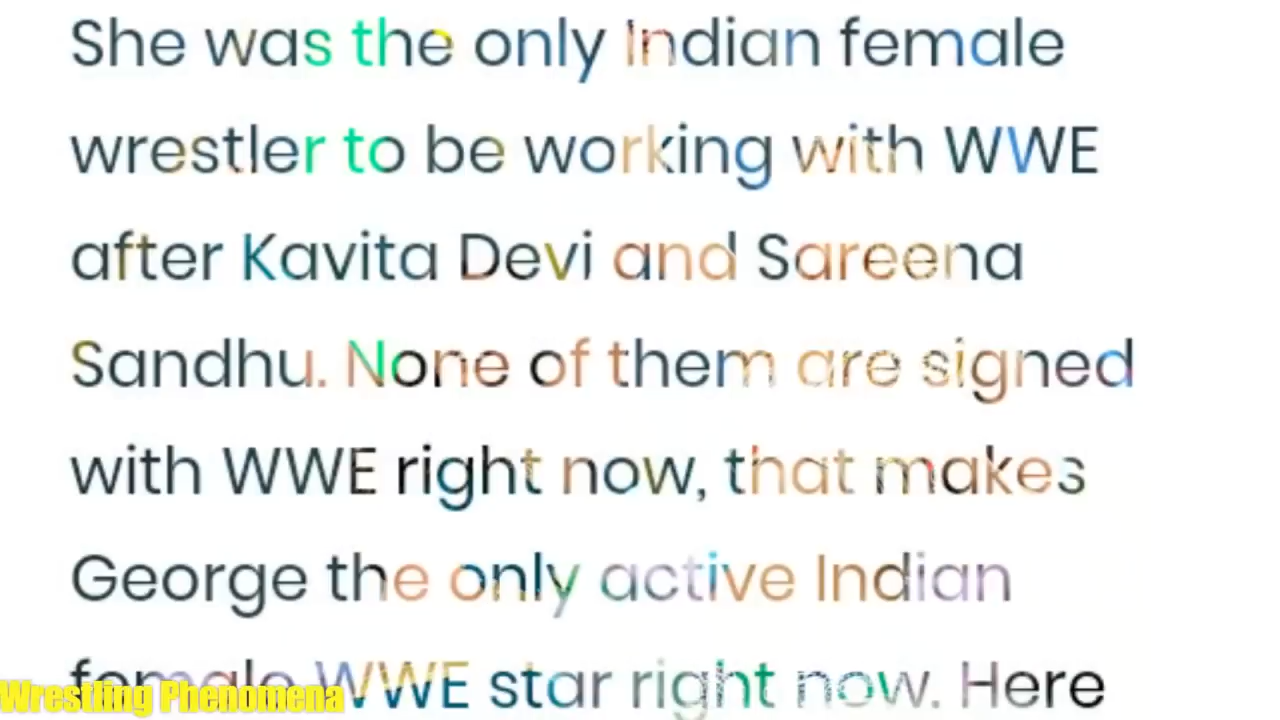 She was the only Indian female
wrestler to be working with WWE
after Kavita Devi and Sareena
Sandhu. None of them are signed
with WWE right now, that makes
George the only active Indian
female WWE star right now. Here
Wrestling Phenomena